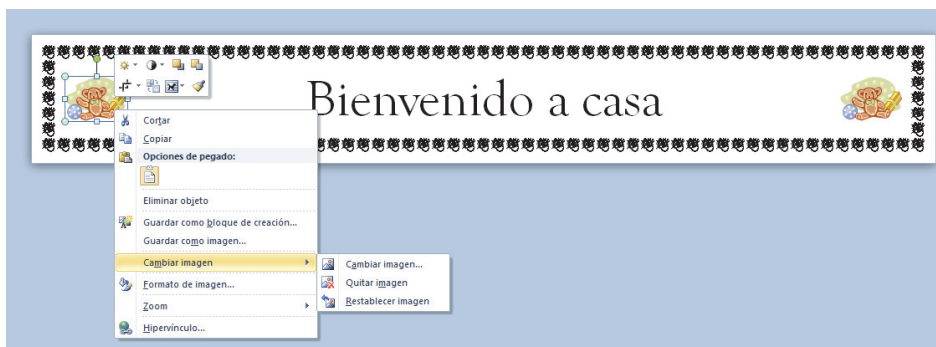 Bienvenido a casa
Cortar
Copiar
Opciones de pegado:
Eliminar objeto
Guardar como bloque de creación...
Guardar como imagen...
Cambiar imagen
Formato de imagen...
Zoom
Hipervínculo...
Cambiar imagen...
Quitar imagen
Restablecer imagen